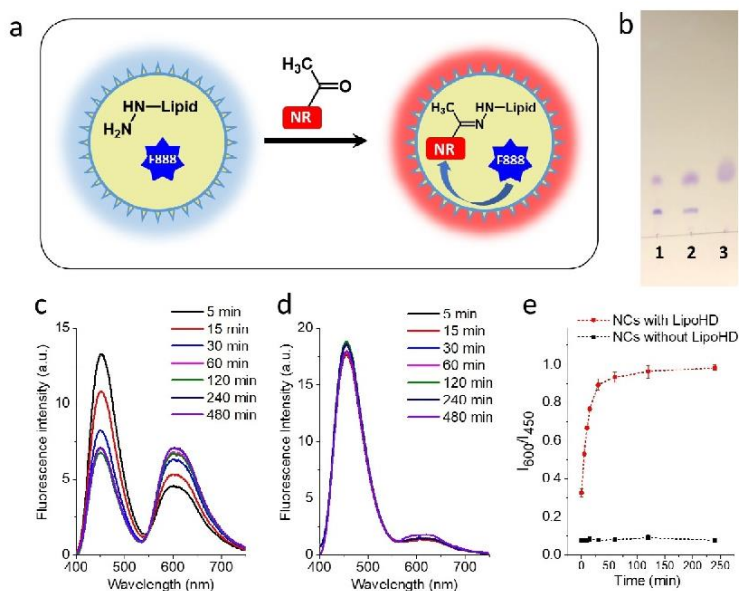 a
H₃C
O
NR
HN—Lipid
H₂N
F888
H₃C
HN—Lipid
N
NR
F888
b
1 2 3
c
5 min
15 min
30 min
60 min
120 min
240 min
480 min
15
10
5
0
Fluorescence intensity (a.u.)
400 500 600 700
Wavelength (nm)
d
5 min
15 min
30 min
60 min
120 min
240 min
480 min
25
20
15
10
5
0
Fluorescence Intensity (a.u.)
400 500 600 700
Wavelength (nm)
e
NCs with LipoHD
NCs without LipoHD
1.0
0.8
0.6
0.4
0.2
0.0
I₆₀₀/I₄₅₀
0 50 100 150 200 250
Time (min)